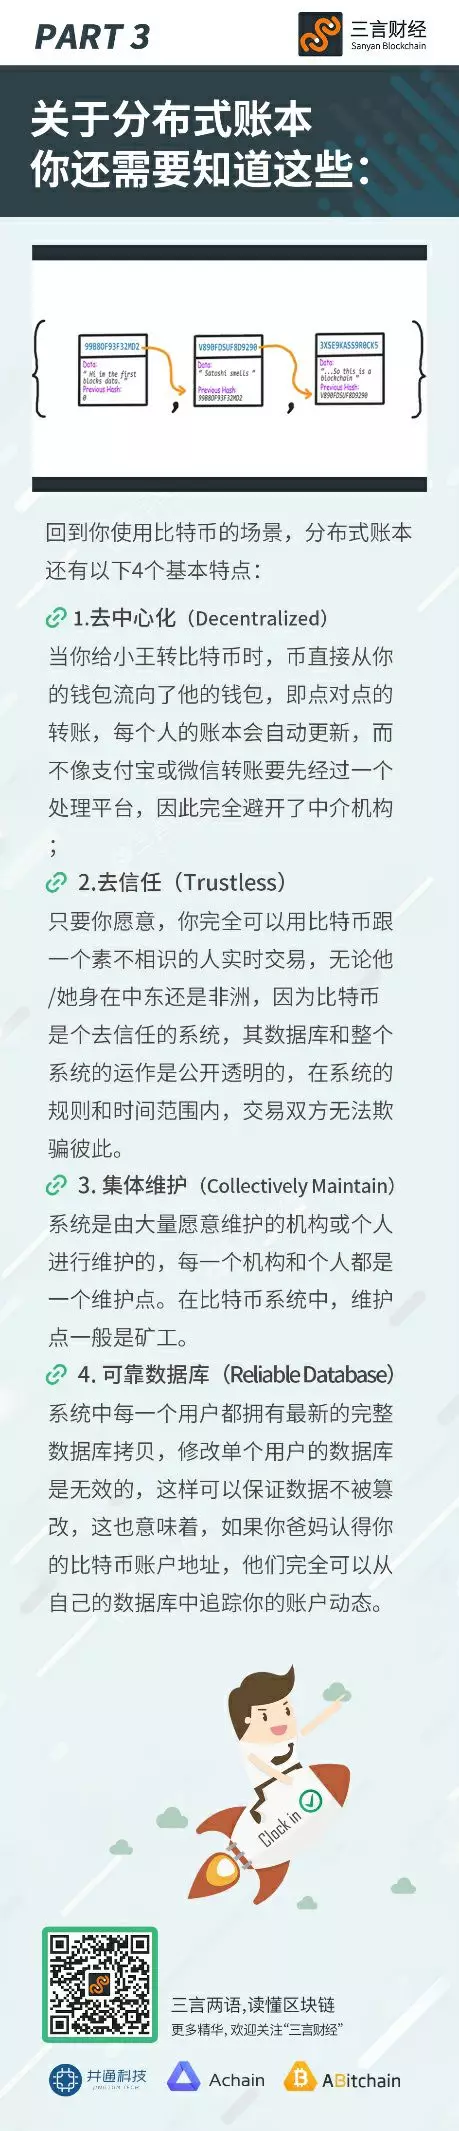 PART 3
三言财经
Sanyan Blockchain
关于分布式账本
你还需要知道这些：
99B8OF93F32MD2
Data:
" Hi im the first
blocks data. "
Previous Hash:
0
,
V890FDSUF8D9290
Data:
" Satoshi smells "
Previous Hash:
99B8OF93F32MD2
,
3XSE9KASS9R0CK5
Data:
"...So this is a
blockchain "
Previous Hash:
V890FDSUF8D9290
回到你使用比特币的场景，分布式账本
还有以下4个基本特点：
1.去中心化（Decentralized）
当你给小王转比特币时，币直接从你
的钱包流向了他的钱包，即点对点的
转账，每个人的账本会自动更新，而
不像支付宝或微信转账要先经过一个
处理平台，因此完全避开了中介机构
；
2.去信任（Trustless）
只要你愿意，你完全可以用比特币跟
一个素不相识的人实时交易，无论他
/她身在中东还是非洲，因为比特币
是个去信任的系统，其数据库和整个
系统的运作是公开透明的，在系统的
规则和时间范围内，交易双方无法欺
骗彼此。
3. 集体维护（Collectively Maintain）
系统是由大量愿意维护的机构或个人
进行维护的，每一个机构和个人都是
一个维护点。在比特币系统中，维护
点一般是矿工。
4. 可靠数据库（Reliable Database）
系统中每一个用户都拥有最新的完整
数据库拷贝，修改单个用户的数据库
是无效的，这样可以保证数据不被篡
改，这也意味着，如果你爸妈认得你
的比特币账户地址，他们完全可以从
自己的数据库中追踪你的账户动态。
Clock in
三言两语,读懂区块链
更多精华,欢迎关注“三言财经”
井通科技
JINGTUM TECH
Achain
ABitchain